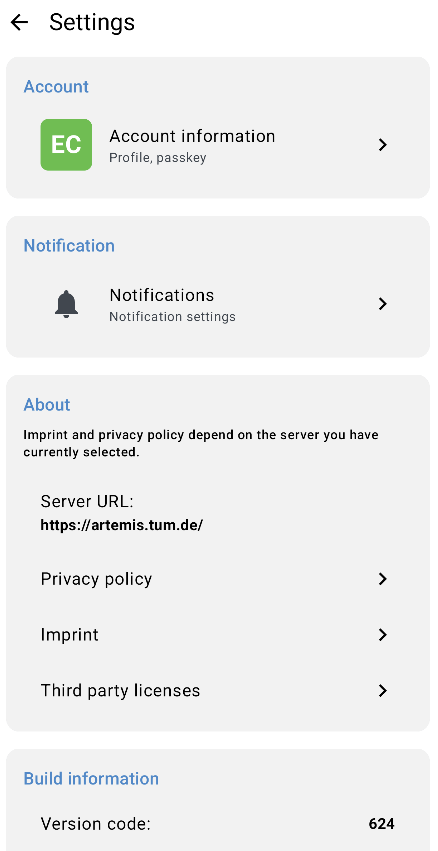 Settings
Account
EC
Account information
Profile, passkey
Notification
Notifications
Notification settings
About
Imprint and privacy policy depend on the server you have
currently selected.
Server URL:
https://artemis.tum.de/
Privacy policy
Imprint
Third party licenses
Build information
Version code: 624